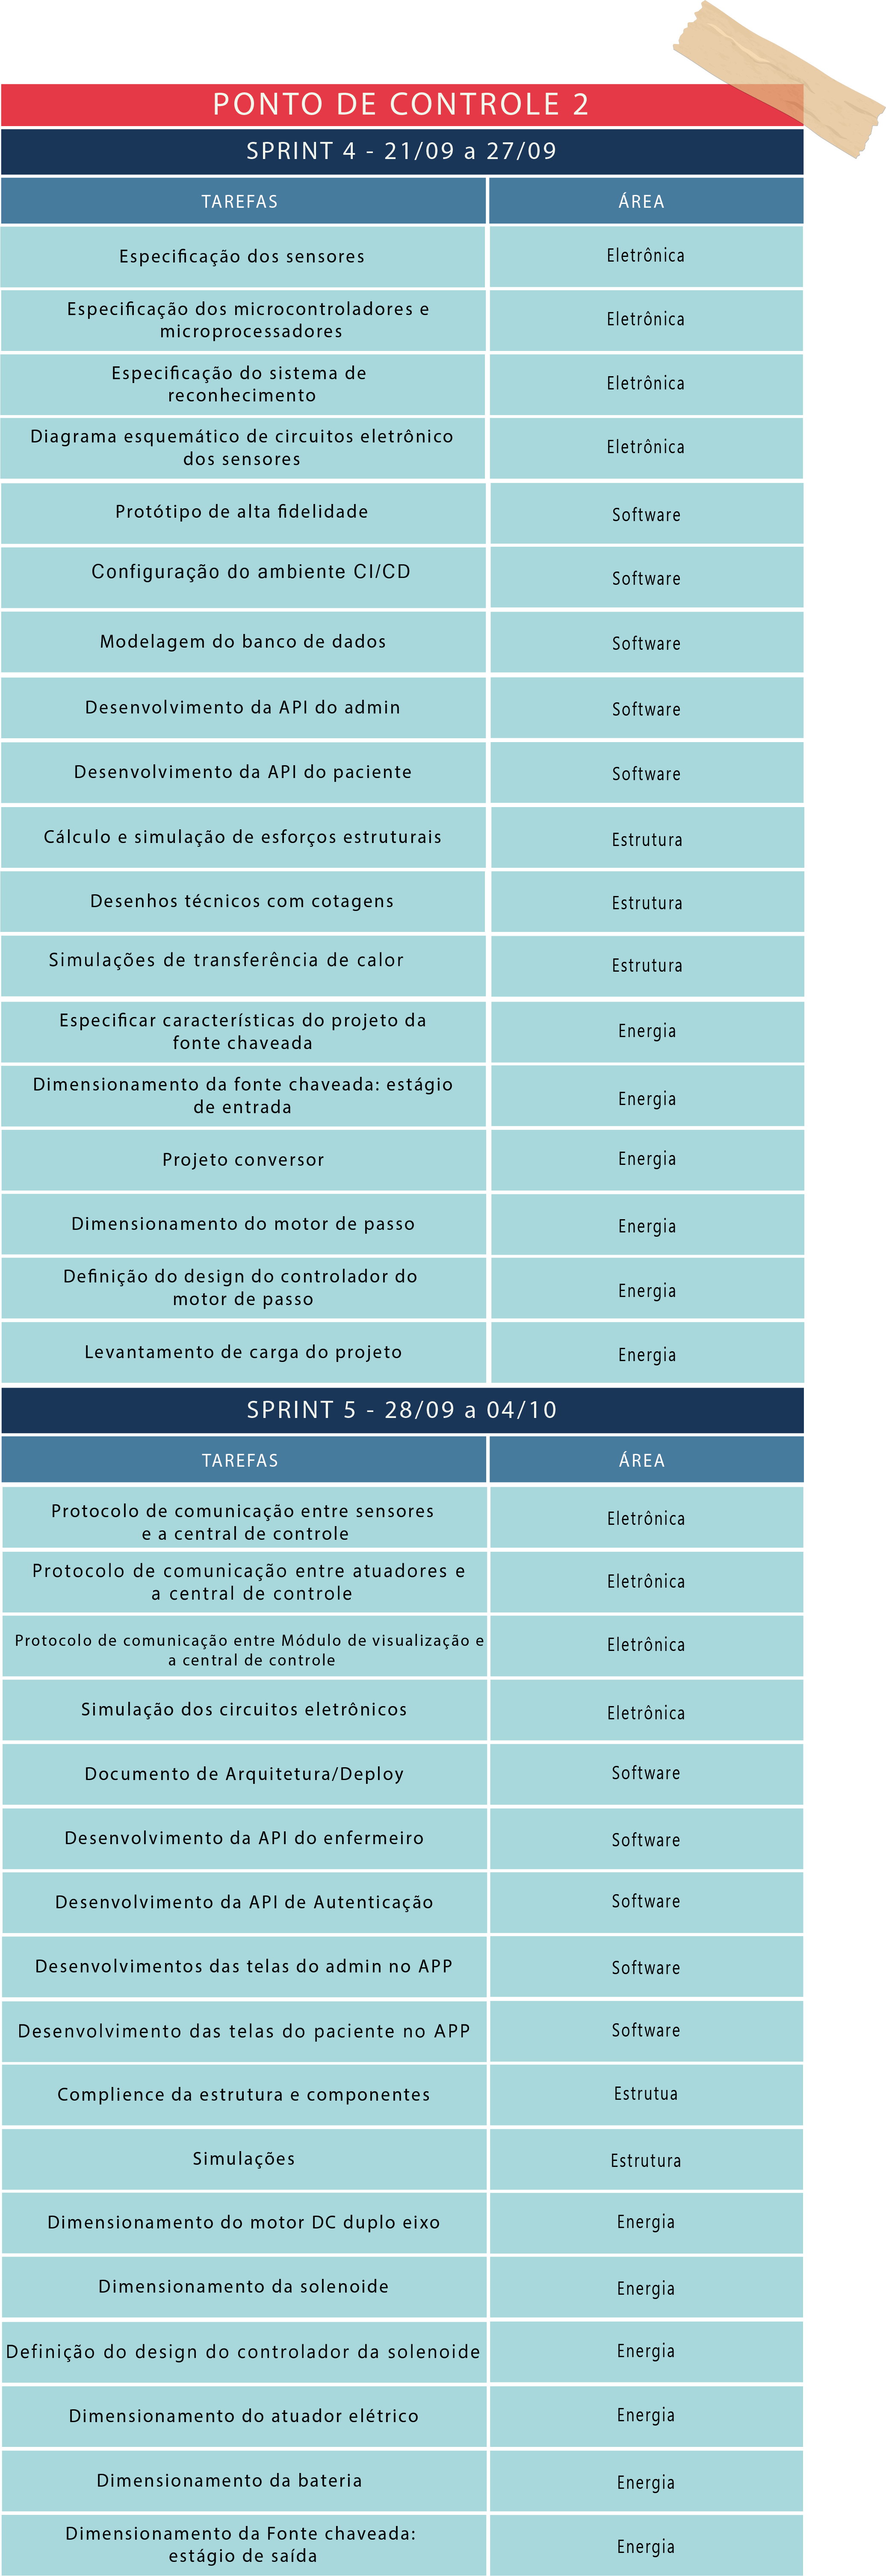 PONTO DE CONTROLE 2
SPRINT 4 - 21/09 a 27/09
TAREFAS
ÁREA
Especificação dos sensores
Eletrônica
Especificação dos microcontroladores e
microprocessadores
Eletrônica
Especificação do sistema de
reconhecimento
Eletrônica
Diagrama esquemático de circuitos eletrônico
dos sensores
Eletrônica
Protótipo de alta fidelidade
Software
Configuração do ambiente CI/CD
Software
Modelagem do banco de dados
Software
Desenvolvimento da API do admin
Software
Desenvolvimento da API do paciente
Software
Cálculo e simulação de esforços estruturais
Estrutura
Desenhos técnicos com cotagens
Estrutura
Simulações de transferência de calor
Estrutura
Especificar características do projeto da
fonte chaveada
Energia
Dimensionamento da fonte chaveada: estágio
de entrada
Energia
Projeto conversor
Energia
Dimensionamento do motor de passo
Energia
Definição do design do controlador do
motor de passo
Energia
Levantamento de carga do projeto
Energia
SPRINT 5 - 28/09 a 04/10
TAREFAS
ÁREA
Protocolo de comunicação entre sensores
e a central de controle
Eletrônica
Protocolo de comunicação entre atuadores e
a central de controle
Eletrônica
Protocolo de comunicação entre Módulo de visualização e
a central de controle
Eletrônica
Simulação dos circuitos eletrônicos
Eletrônica
Documento de Arquitetura/Deploy
Software
Desenvolvimento da API do enfermeiro
Software
Desenvolvimento da API de Autenticação
Software
Desenvolvimentos das telas do admin no APP
Software
Desenvolvimento das telas do paciente no APP
Software
Complience da estrutura e componentes
Estrutua
Simulações
Estrutura
Dimensionamento do motor DC duplo eixo
Energia
Dimensionamento da solenoide
Energia
Definição do design do controlador da solenoide
Energia
Dimensionamento do atuador elétrico
Energia
Dimensionamento da bateria
Energia
Dimensionamento da Fonte chaveada:
estágio de saída
Energia